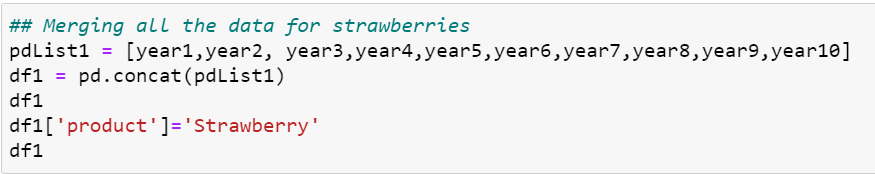 ## Merging all the data for strawberries
pdList1 = [year1,year2, year3,year4,year5,year6,year7,year8,year9,year10]
df1 = pd.concat(pdList1)
df1
df1['product']='Strawberry'
df1